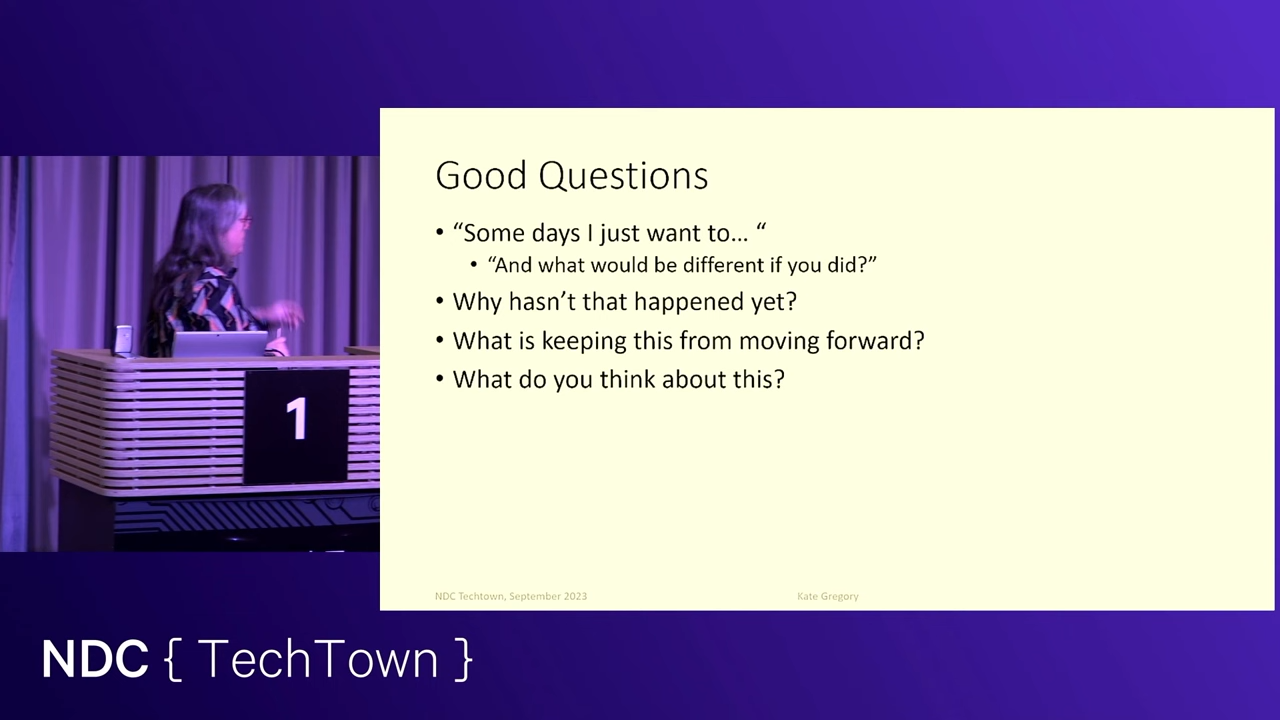 Good Questions
• “Some days I just want to… “
• “And what would be different if you did?”
• Why hasn’t that happened yet?
• What is keeping this from moving forward?
• What do you think about this?
NDC Techtown, September 2023
Kate Gregory
1
NDC { TechTown }